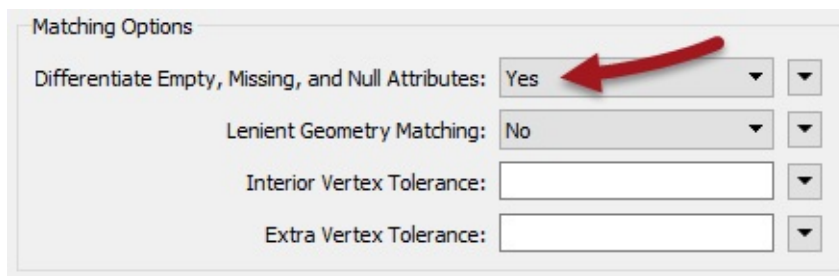 Matching Options
Differentiate Empty, Missing, and Null Attributes: Yes
Lenient Geometry Matching: No
Interior Vertex Tolerance:
Extra Vertex Tolerance: